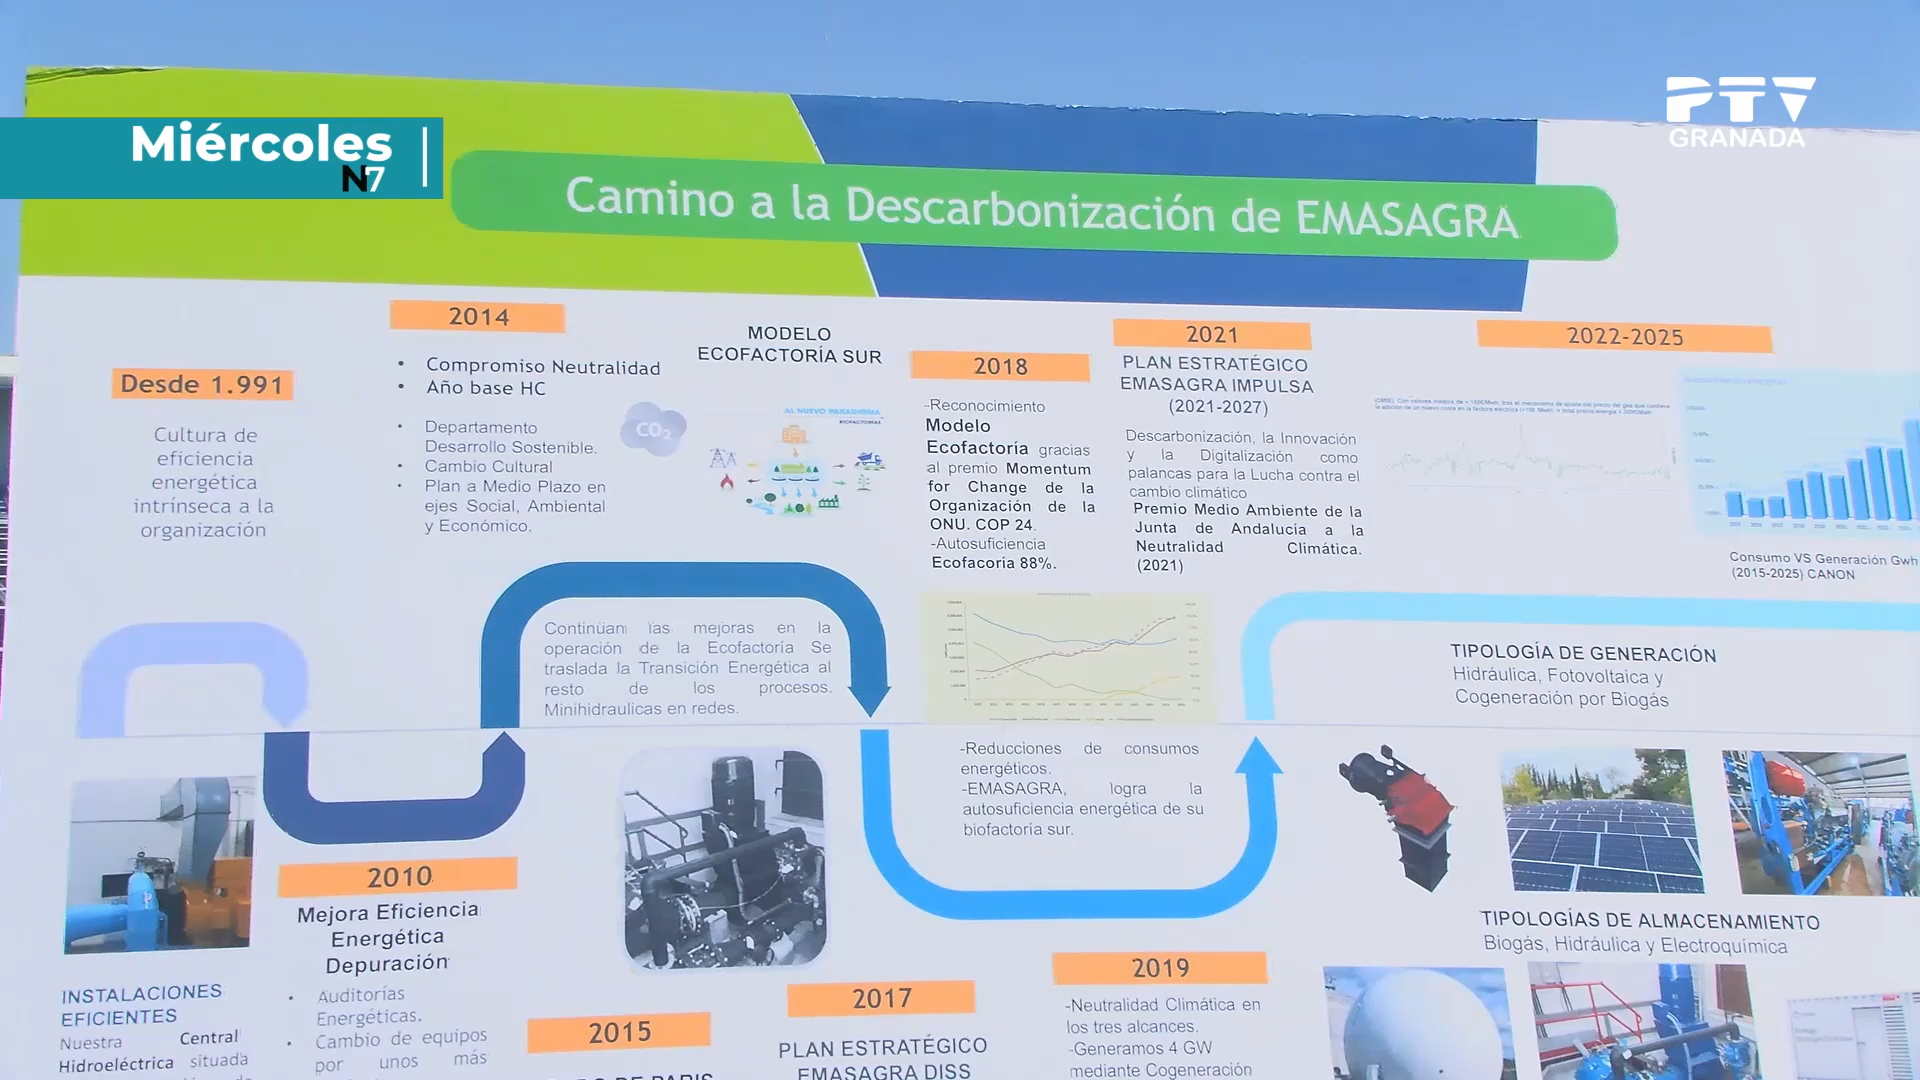 Miércoles
N7
PTV
GRANADA
Camino a la Descarbonización de EMASAGRA
Desde 1.991
Cultura de
eficiencia
energética
intrínseca a la
organización
2014
• Compromiso Neutralidad
• Año base HC
• Departamento
Desarrollo Sostenible.
• Cambio Cultural
• Plan a Medio Plazo en
ejes Social, Ambiental
y Económico.
CO2
MODELO
ECOFACTORÍA SUR
AL NUEVO PARADIGMA
BIOFACTORÍAS
2018
-Reconocimiento
Modelo
Ecofactoría gracias
al premio Momentum
for Change de la
Organización de la
ONU. COP 24.
-Autosuficiencia
Ecofacoria 88%.
2021
PLAN ESTRATÉGICO
EMASAGRA IMPULSA
(2021-2027)
Descarbonización, la Innovación
y la Digitalización como
palancas para la Lucha contra el
cambio climático
Premio Medio Ambiente de la
Junta de Andalucía a la
Neutralidad Climática.
(2021)
2022-2025
Consumo VS Generación Gwh
(2015-2025) CANON
Continúan las mejoras en la
operación de la Ecofactoría Se
traslada la Transición Energética al
resto de los procesos.
Minihidraulicas en redes.
TIPOLOGÍA DE GENERACIÓN
Hidráulica, Fotovoltaica y
Cogeneración por Biogás
-Reducciones de consumos
energéticos.
-EMASAGRA, logra la
autosuficiencia energética de su
biofactoría sur.
2010
Mejora Eficiencia
Energética
Depuración
• Auditorías
Energéticas.
• Cambio de equipos
por unos más
INSTALACIONES
EFICIENTES
Nuestra Central
Hidroeléctrica situada
2015
2017
PLAN ESTRATÉGICO
EMASAGRA DISS
2019
-Neutralidad Climática en
los tres alcances.
-Generamos 4 GW
mediante Cogeneración
TIPOLOGÍAS DE ALMACENAMIENTO
Biogás, Hidráulica y Electroquímica